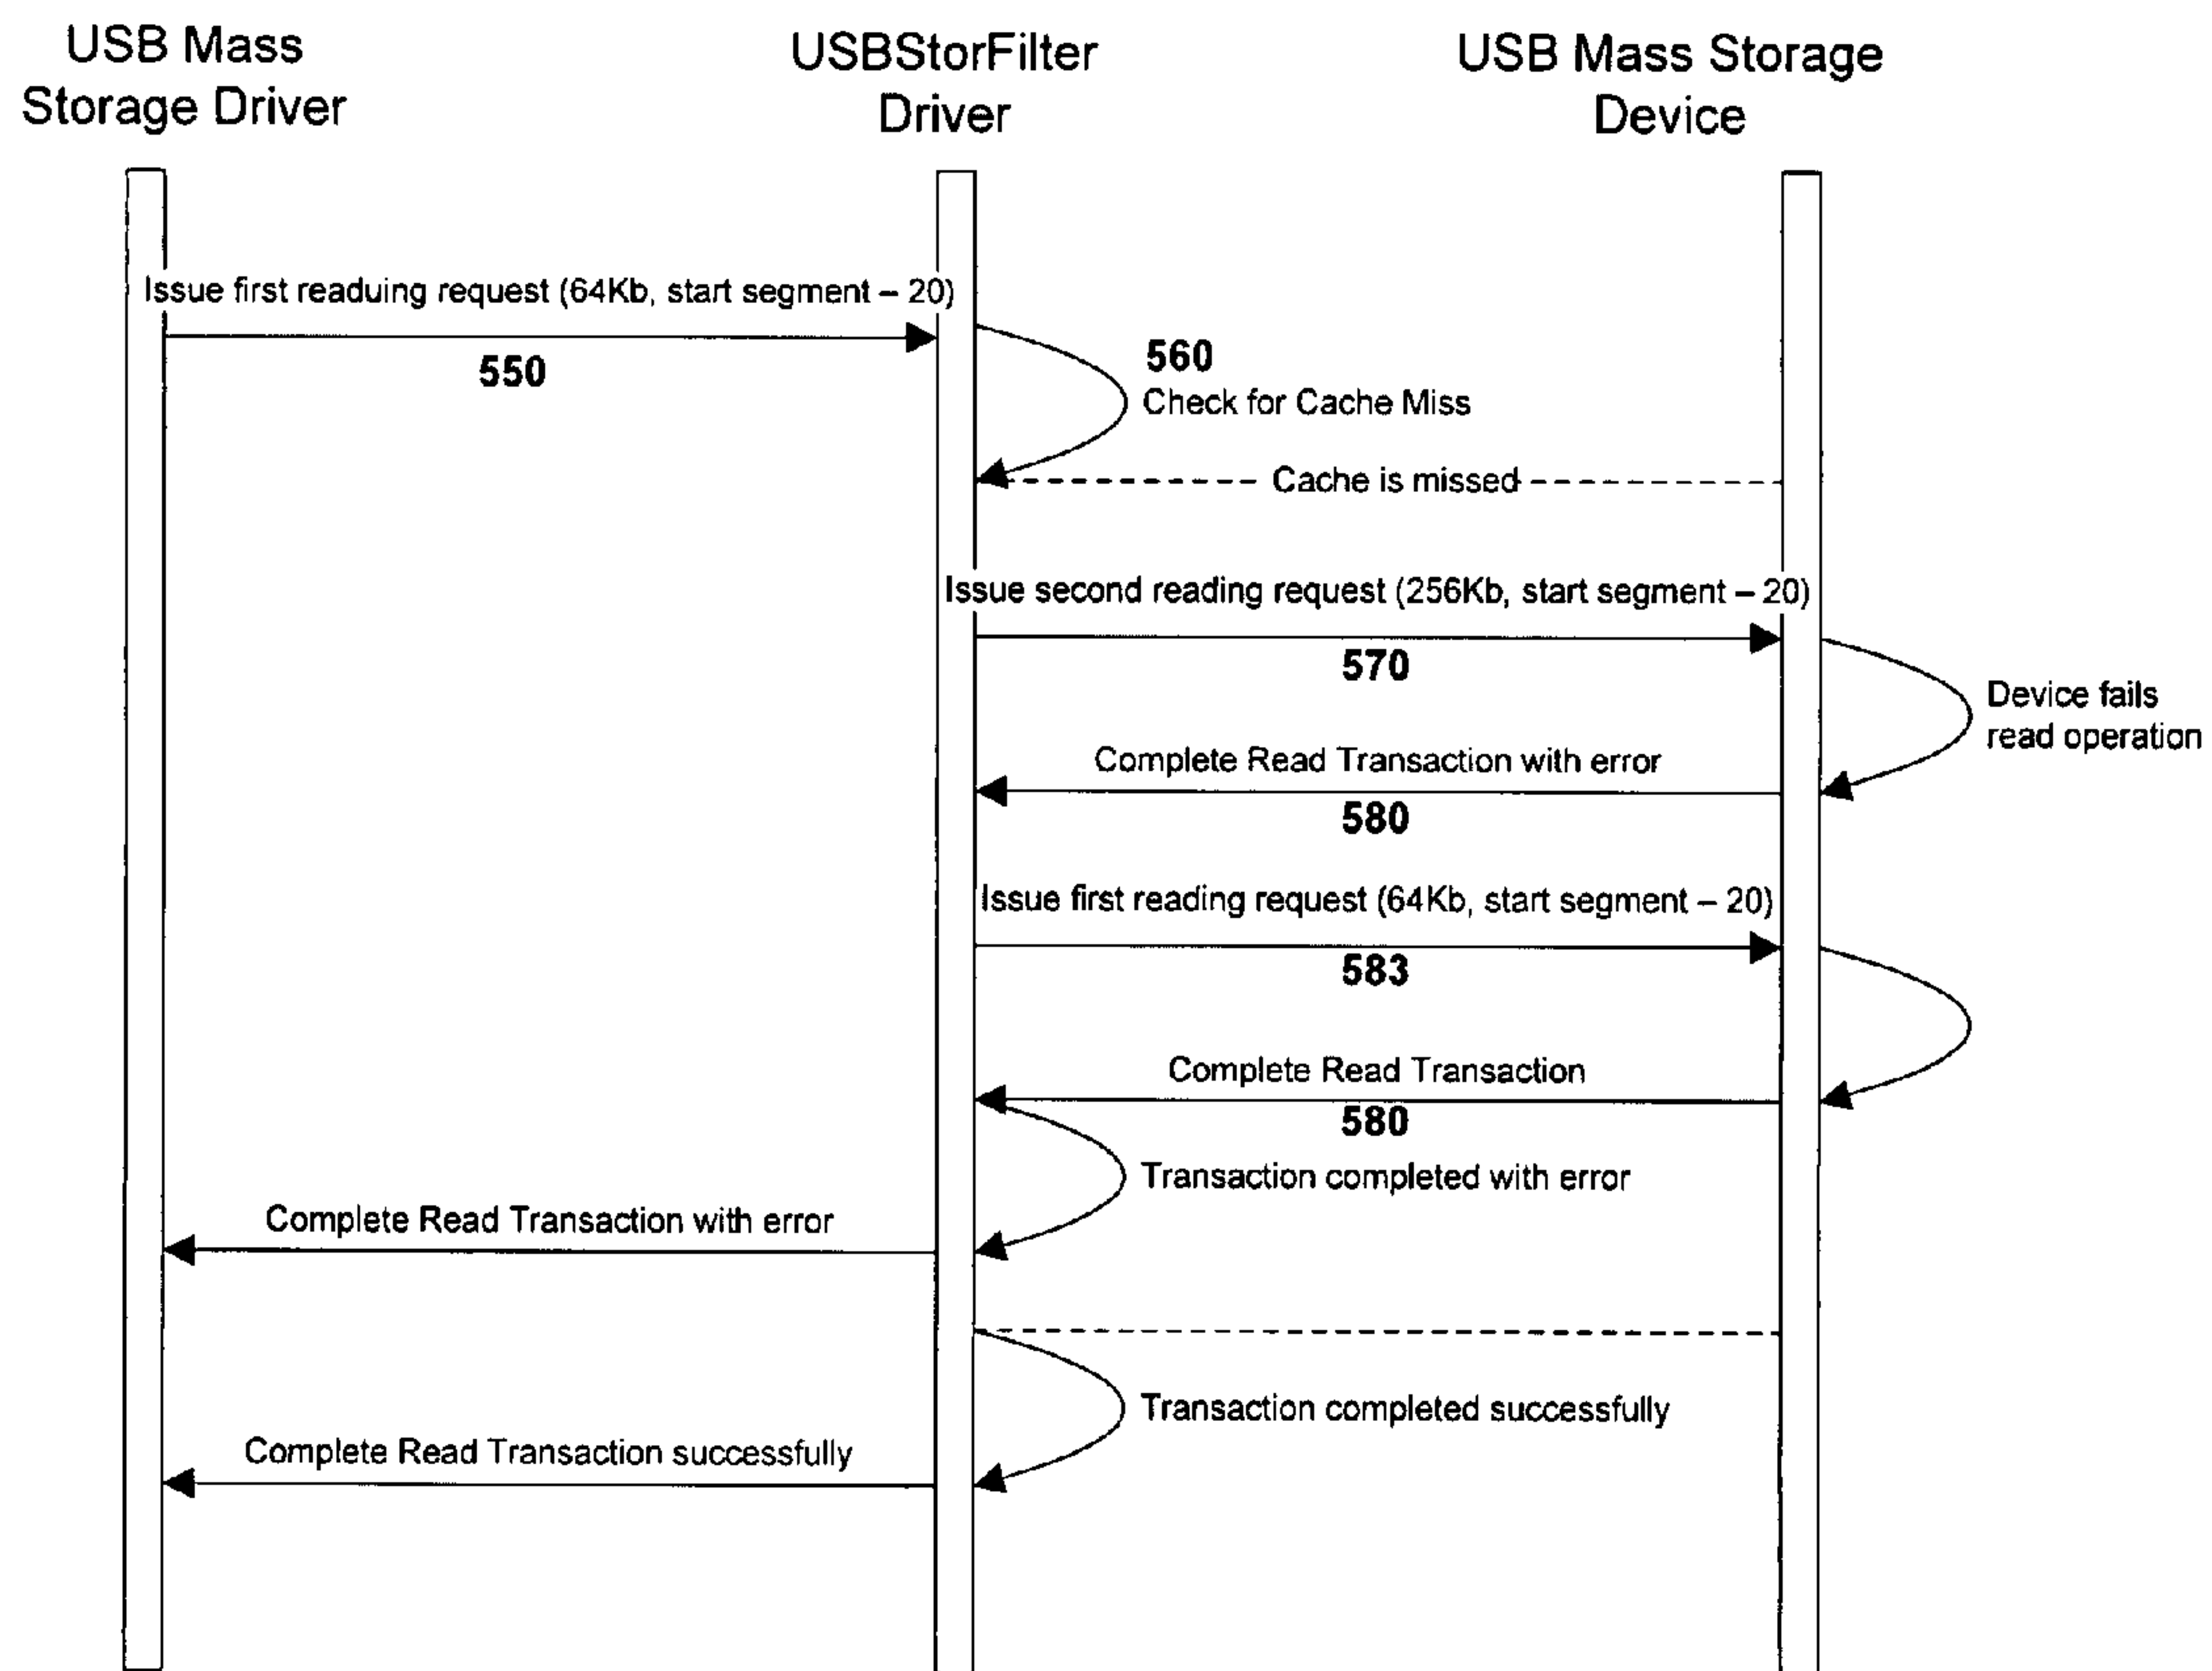 USB Mass
Storage Driver
USBStorFilter
Driver
USB Mass Storage
Device
Issue first readuing request (64Kb, start segment – 20)
550
560
Check for Cache Miss
Cache is missed
Issue second reading request (256Kb, start segment – 20)
570
Device fails
read operation
Complete Read Transaction with error
580
Issue first reading request (64Kb, start segment – 20)
583
Complete Read Transaction
580
Transaction completed with error
Complete Read Transaction with error
Transaction completed successfully
Complete Read Transaction successfully